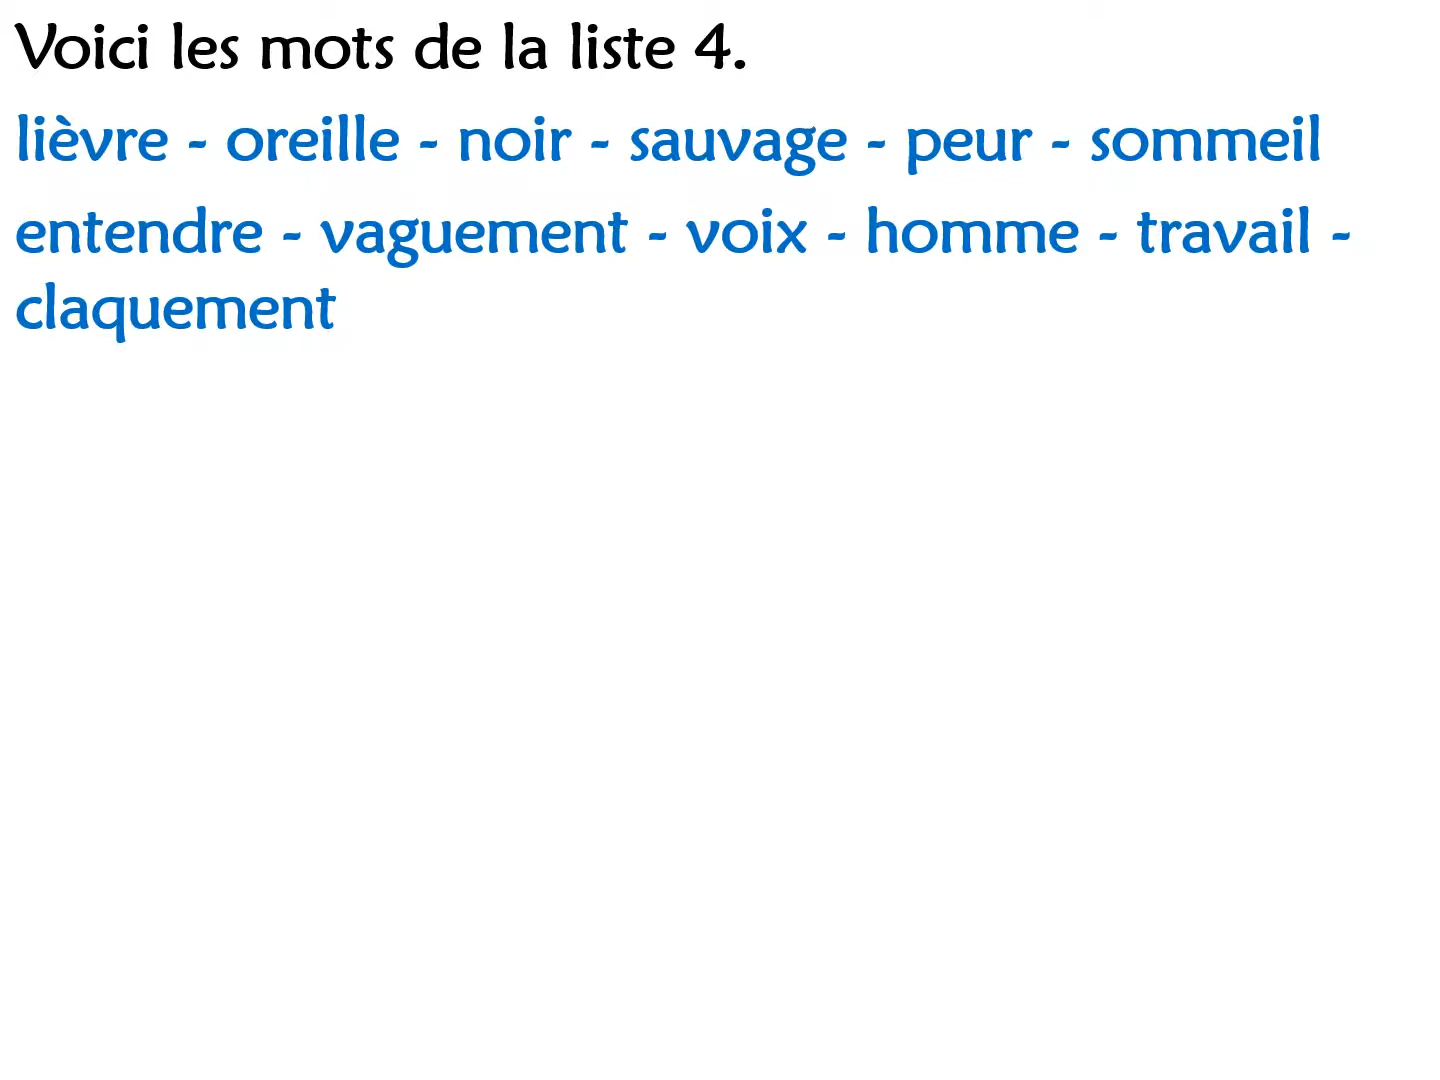 Voici les mots de la liste 4.
lièvre - oreille - noir - sauvage - peur - sommeil
entendre - vaguement - voix - homme - travail -
claquement